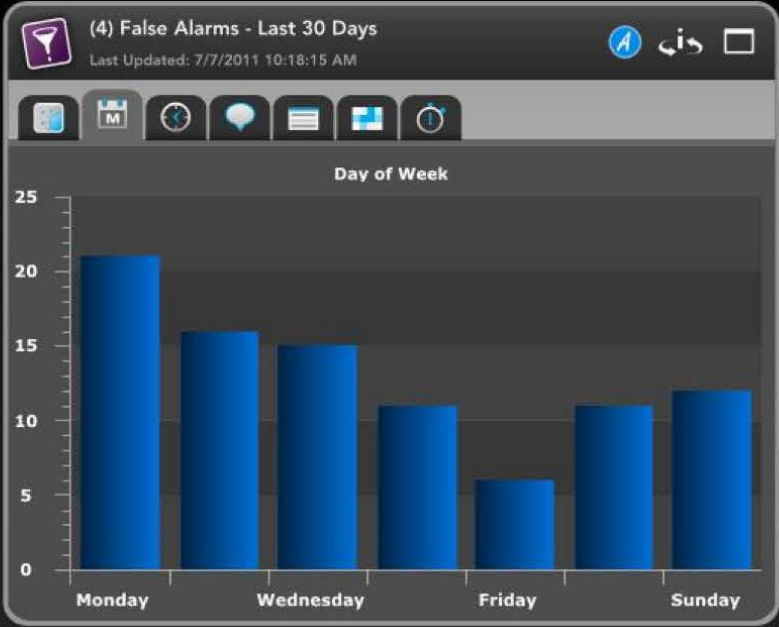 (4) False Alarms - Last 30 Days
Last Updated: 7/7/2011 10:18:15 AM
A i
M
Day of Week
25
20
15
10
5
0
Monday Wednesday Friday Sunday